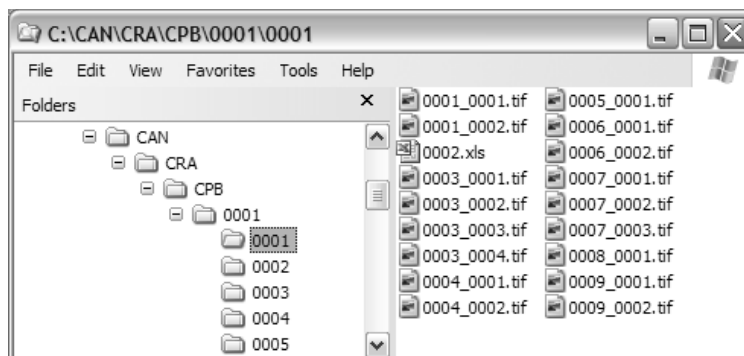 C:\CAN\CRA\CPB\0001\0001
File Edit View Favorites Tools Help
Folders
CAN
CRA
CPB
0001
0001
0002
0003
0004
0005
0001_0001.tif
0001_0002.tif
0002.xls
0003_0001.tif
0003_0002.tif
0003_0003.tif
0003_0004.tif
0004_0001.tif
0004_0002.tif
0005_0001.tif
0006_0001.tif
0006_0002.tif
0007_0001.tif
0007_0002.tif
0007_0003.tif
0008_0001.tif
0009_0001.tif
0009_0002.tif